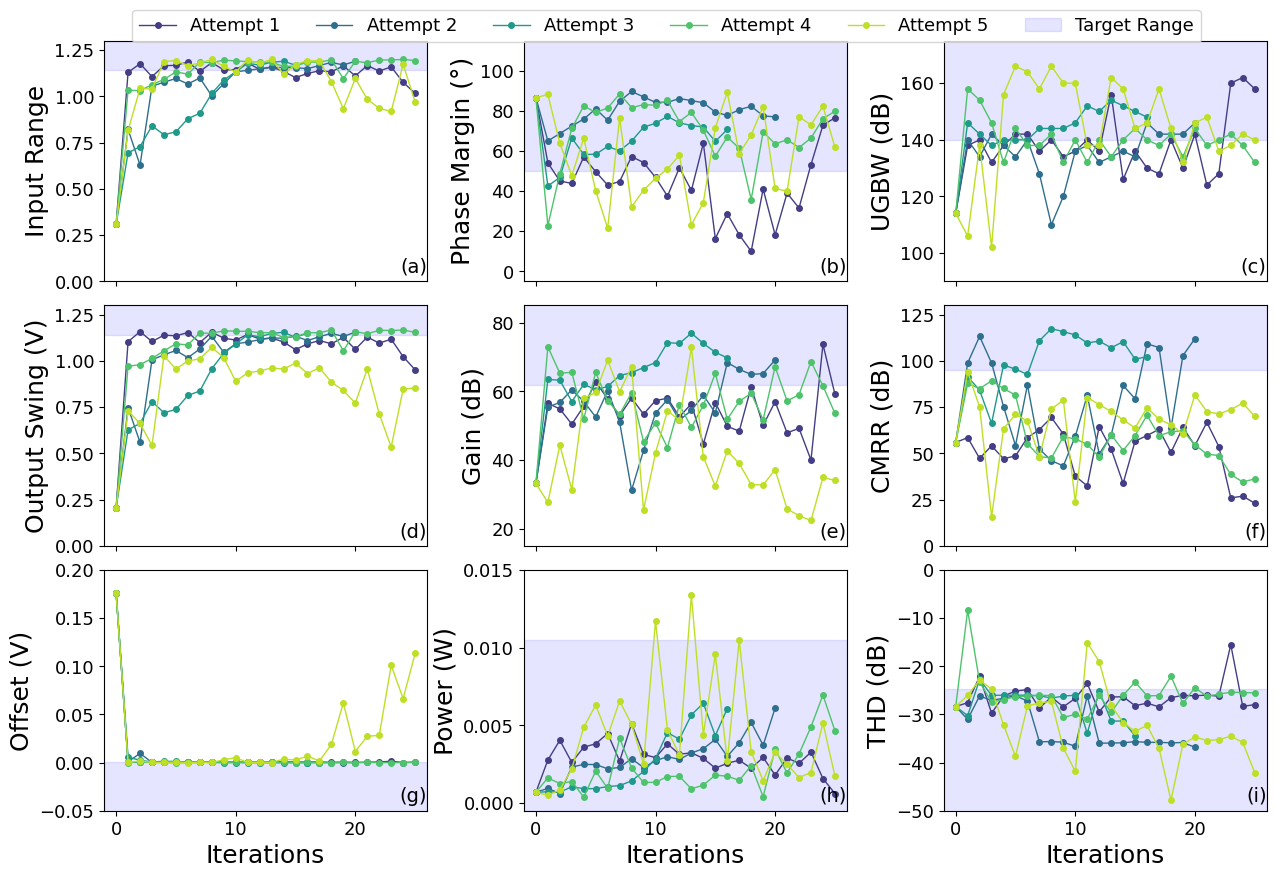 Attempt 1 Attempt 2 Attempt 3 Attempt 4 Attempt 5 Target Range
Input Range
1.25
1.00
0.75
0.50
0.25
0.00
(a)
Phase Margin (°)
100
80
60
40
20
0
(b)
UGBW (dB)
160
140
120
100
(c)
Output Swing (V)
1.25
1.00
0.75
0.50
0.25
0.00
(d)
Gain (dB)
80
60
40
20
(e)
CMRR (dB)
125
100
75
50
25
0
(f)
Offset (V)
0.20
0.15
0.10
0.05
0.00
−0.05
(g)
0 10 20
Iterations
Power (W)
0.015
0.010
0.005
0.000
(h)
0 10 20
Iterations
THD (dB)
0
−10
−20
−30
−40
−50
(i)
0 10 20
Iterations